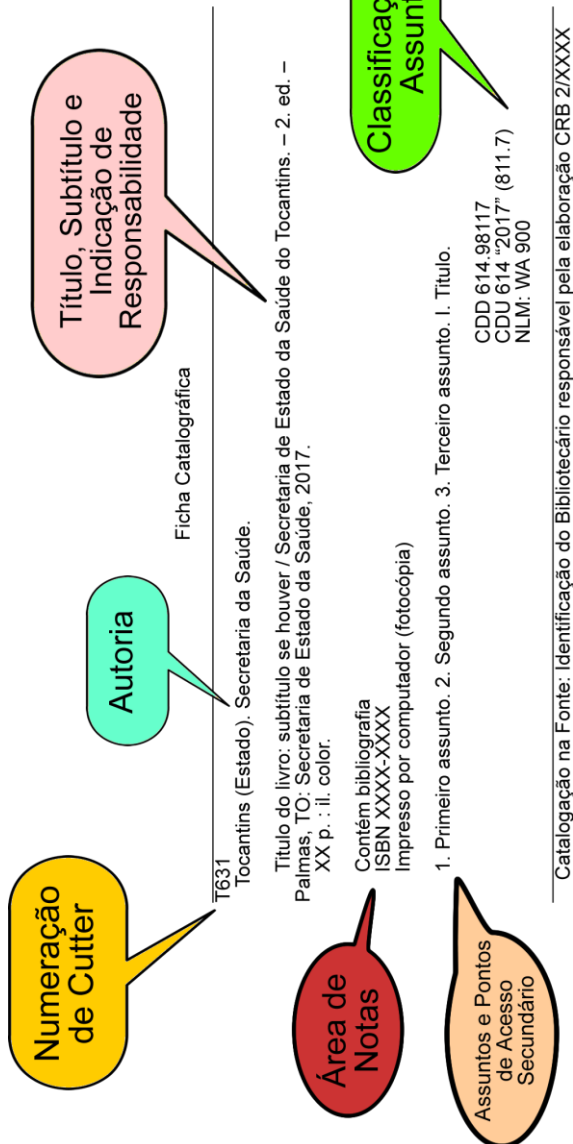 Numeração
de Cutter
Autoria
Título, Subtítulo e
Indicação de
Responsabilidade
Ficha Catalográfica
T631
Tocantins (Estado). Secretaria da Saúde.
Título do livro: subtítulo se houver / Secretaria de Estado da Saúde do Tocantins. – 2. ed. –
Palmas, TO: Secretaria de Estado da Saúde, 2017.
XX p. : il. color.
Área de
Notas
Contém bibliografia
ISBN XXXX-XXXX
Impresso por computador (fotocópia)
Assuntos e Pontos
de Acesso
Secundário
1. Primeiro assunto. 2. Segundo assunto. 3. Terceiro assunto. I. Titulo.
Classificaç
Assunt
CDD 614.98117
CDU 614 “2017” (811.7)
NLM: WA 900
Catalogação na Fonte: Identificação do Bibliotecário responsável pela elaboração CRB 2/XXXX